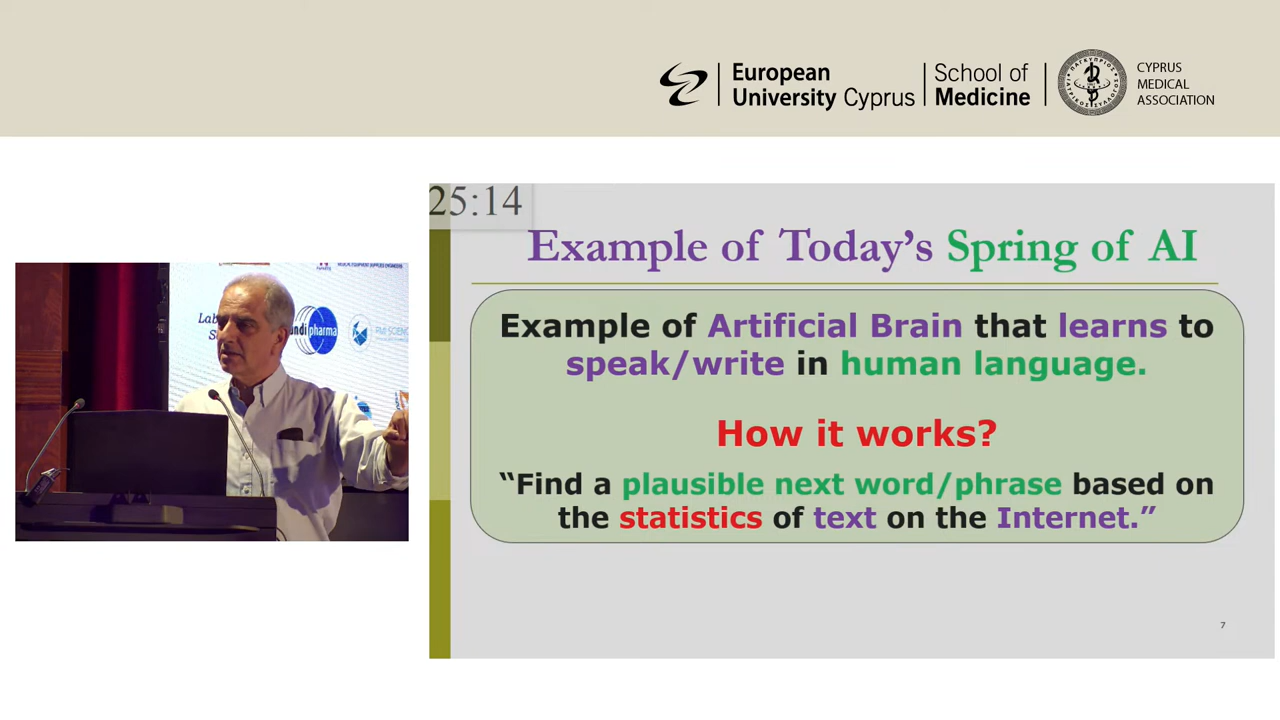 European
University Cyprus
School of
Medicine
CYPRUS
MEDICAL
ASSOCIATION
25:14
Example of Today's Spring of AI
Example of Artificial Brain that learns to
speak/write in human language.
How it works?
“Find a plausible next word/phrase based on
the statistics of text on the Internet.”
7
ndipharma